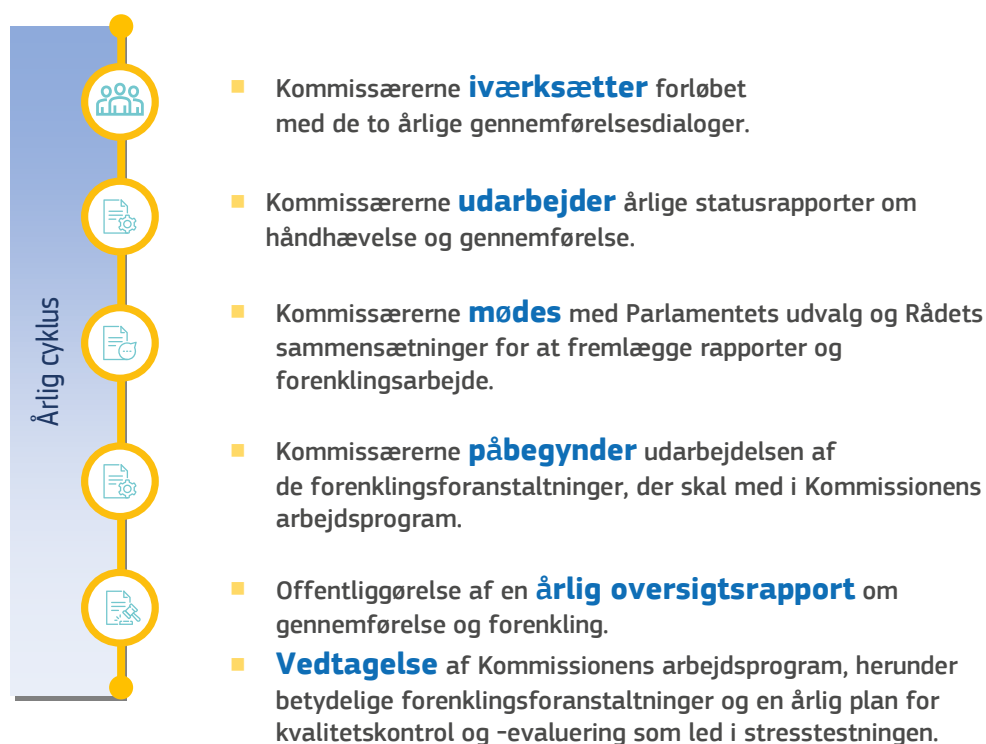 Årlig cyklus
Kommissærerne iværksætter forløbet
med de to årlige gennemførelsesdialoger.
Kommissærerne udarbejder årlige statusrapporter om
håndhævelse og gennemførelse.
Kommissærerne mødes med Parlamentets udvalg og Rådets
sammensætninger for at fremlægge rapporter og
forenklingsarbejde.
Kommissærerne påbegynder udarbejdelsen af
de forenklingsforanstaltninger, der skal med i Kommissionens
arbejdsprogram.
Offentliggørelse af en årlig oversigtsrapport om
gennemførelse og forenkling.
Vedtagelse af Kommissionens arbejdsprogram, herunder
betydelige forenklingsforanstaltninger og en årlig plan for
kvalitetskontrol og -evaluering som led i stresstestningen.